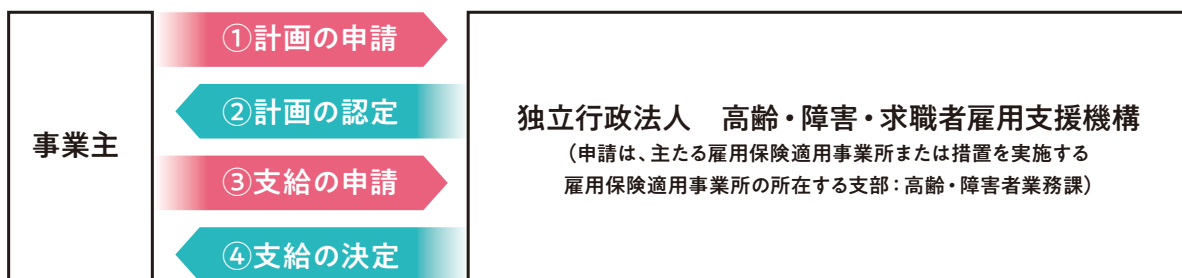 事業主
①計画の申請
②計画の認定
③支給の申請
④支給の決定
独立行政法人　高齢・障害・求職者雇用支援機構
（申請は、主たる雇用保険適用事業所または措置を実施する
雇用保険適用事業所の所在する支部：高齢・障害者業務課）